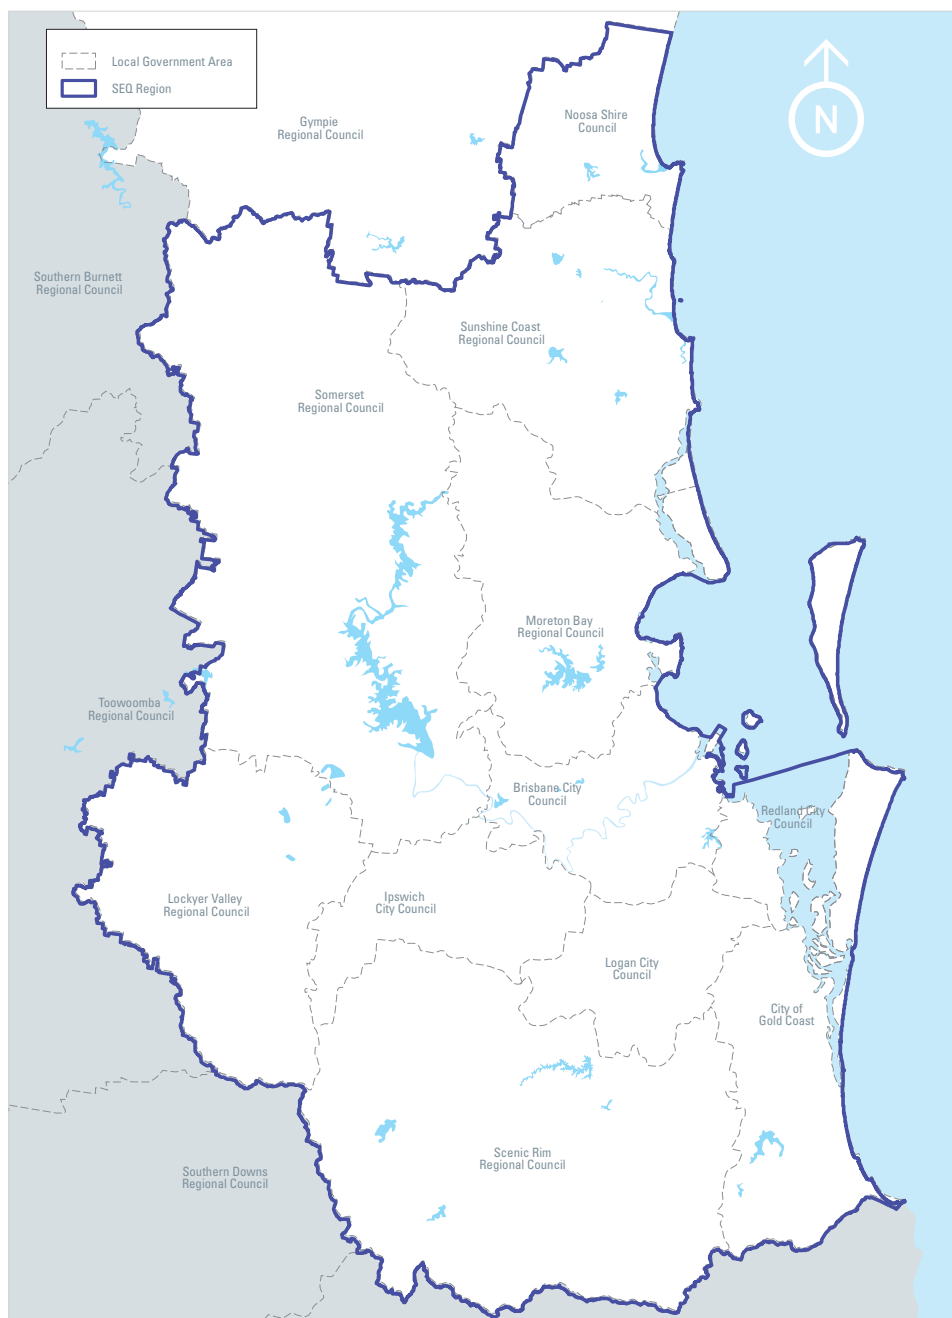 Local Government Area
SEQ Region
N
Noosa Shire
Council
Gympie
Regional Council
Southern Burnett
Regional Council
Sunshine Coast
Regional Council
Somerset
Regional Council
Moreton Bay
Regional Council
Toowoomba
Regional Council
Brisbane City
Council
Redland City
Council
Lockyer Valley
Regional Council
Ipswich
City Council
Logan City
Council
City of
Gold Coast
Scenic Rim
Regional Council
Southern Downs
Regional Council